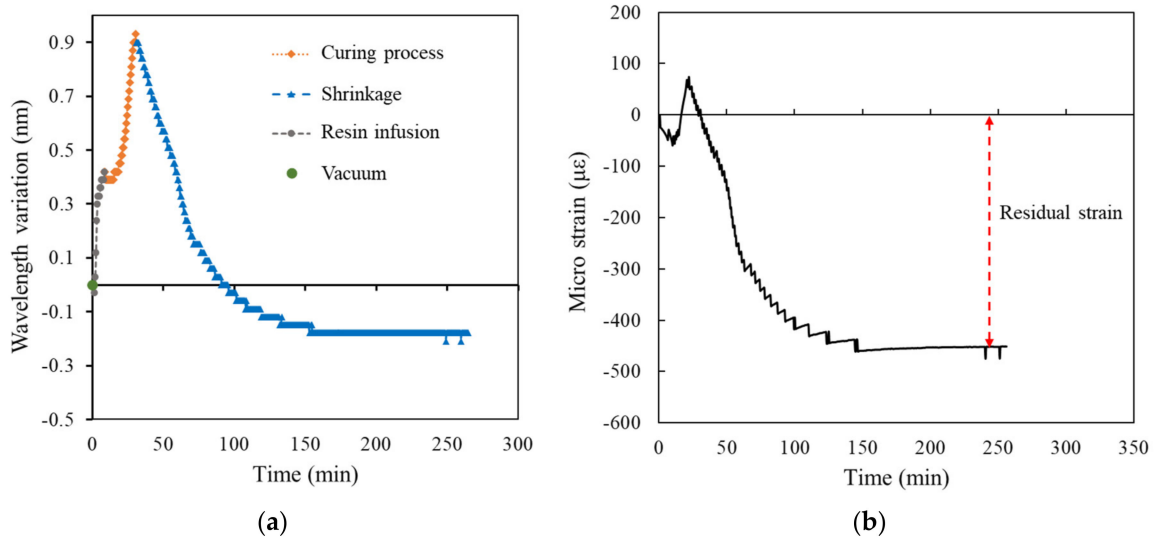 Wavelength variation (nm)
0.9
0.7
0.5
0.3
0.1
-0.1
-0.3
-0.5
Curing process
Shrinkage
Resin infusion
Vacuum
0 50 100 150 200 250 300
Time (min)
(a)
Micro strain (με)
200
100
0
-100
-200
-300
-400
-500
-600
Residual strain
0 50 100 150 200 250 300 350
Time (min)
(b)